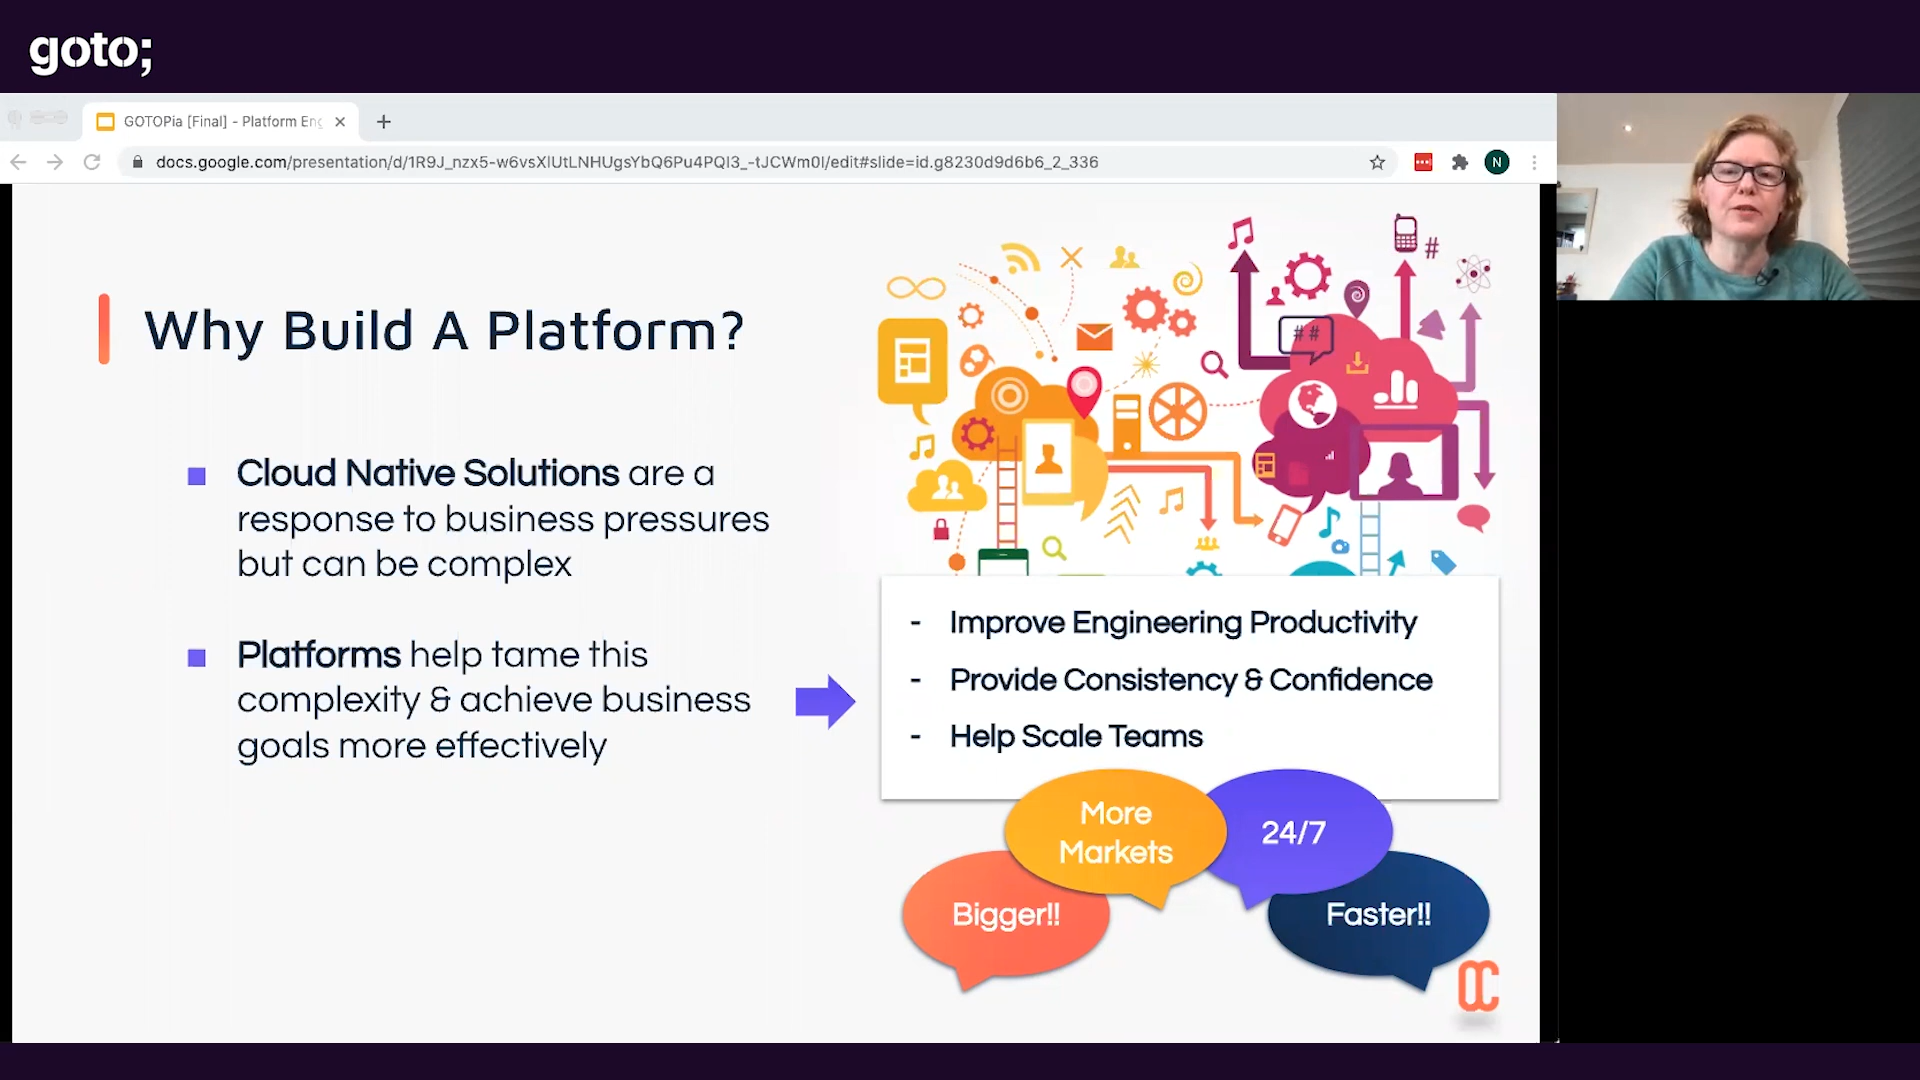 goto;
GOTOPia [Final] - Platform Eng
docs.google.com/presentation/d/1R9J_nzx5-w6vsXlUtLNHUgsYbQ6Pu4PQI3_-tJCWm0I/edit#slide=id.g8230d9d6b6_2_336
N
Why Build A Platform?
Cloud Native Solutions are a
response to business pressures
but can be complex
Platforms help tame this
complexity & achieve business
goals more effectively
#
##
- Improve Engineering Productivity
- Provide Consistency & Confidence
- Help Scale Teams
More
Markets
24/7
Bigger!!
Faster!!